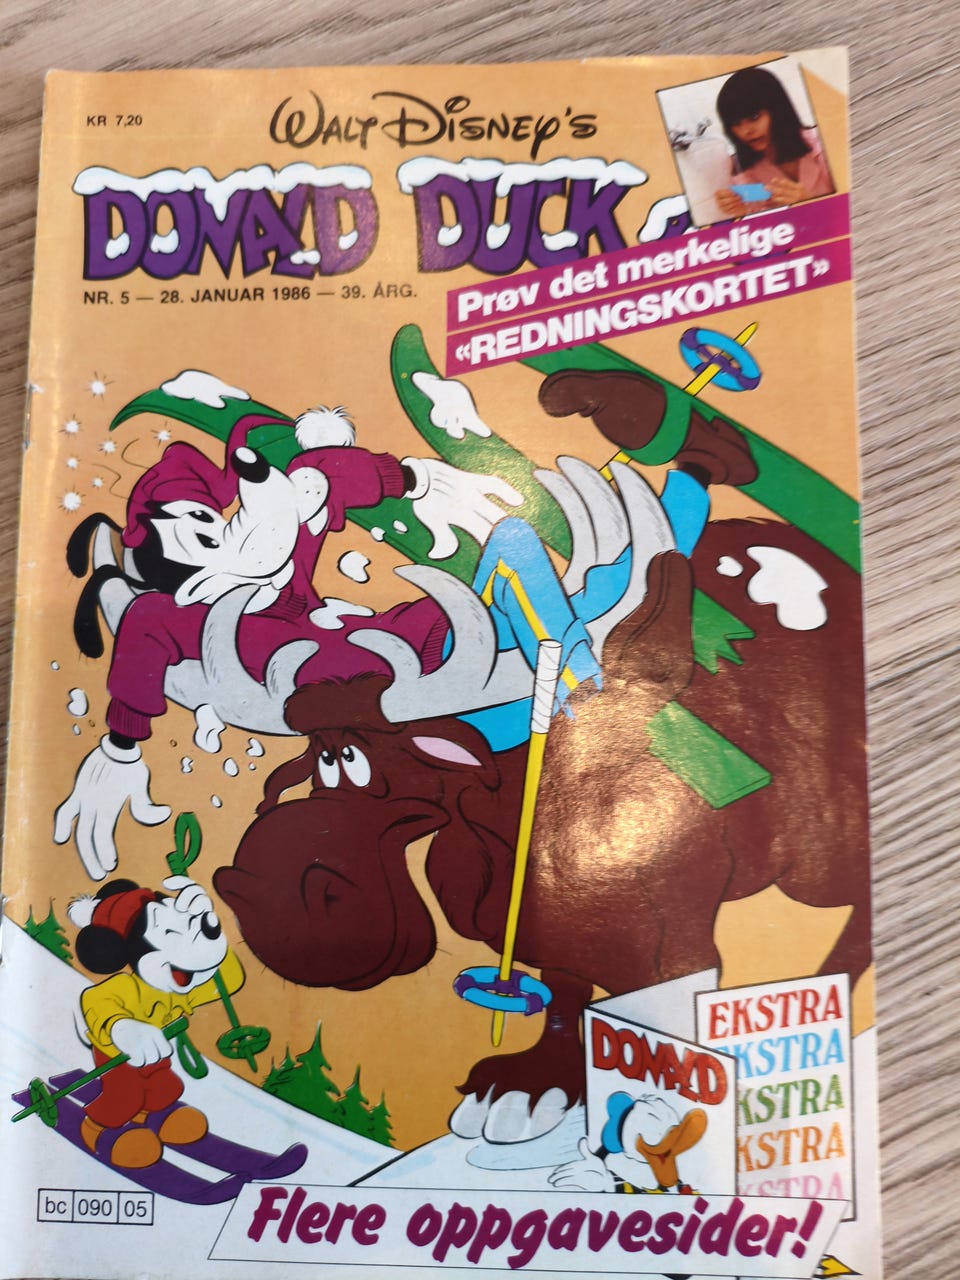 KR 7,20
WALT DISNEY'S
DONALD DUCK
NR. 5 — 28. JANUAR 1986 — 39. ÅRG.
Prøv det merkelige
«REDNINGSKORTET»
DONALD
EKSTRA
EKSTRA
EKSTRA
EKSTRA
EKSTRA
bc 090 05
Flere oppgavesider!